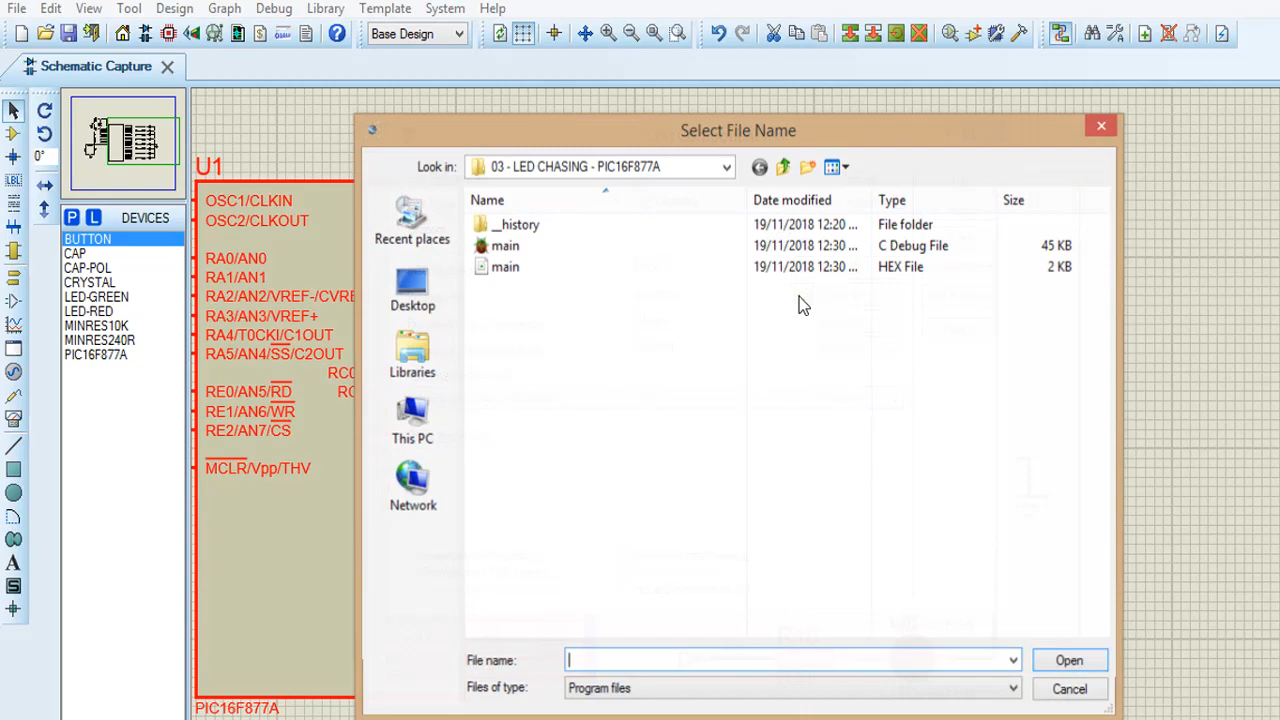 File Edit View Tool Design Graph Debug Library Template System Help
Base Design
Schematic Capture
0°
LBL
P L DEVICES
BUTTON
CAP
CAP-POL
CRYSTAL
LED-GREEN
LED-RED
MINRES10K
MINRES240R
PIC16F877A
A
S
U1
OSC1/CLKIN
OSC2/CLKOUT
RA0/AN0
RA1/AN1
RA2/AN2/VREF-/CVRE
RA3/AN3/VREF+
RA4/T0CKI/C1OUT
RA5/AN4/SS/C2OUT
RC0
RE0/AN5/RD
RE1/AN6/WR
RE2/AN7/CS
MCLR/Vpp/THV
PIC16F877A
Select File Name
Look in: 03 - LED CHASING - PIC16F877A
Name Date modified Type Size
__history 19/11/2018 12:20 ... File folder
main 19/11/2018 12:30 ... C Debug File 45 KB
main 19/11/2018 12:30 ... HEX File 2 KB
Recent places
Desktop
Libraries
This PC
Network
File name: Open
Files of type: Program files Cancel